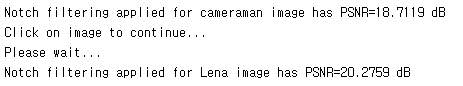 Notch filtering applied for cameraman image has PSNR=18.7119 dB
Click on image to continue...
Please wait...
Notch filtering applied for Lena image has PSNR=20.2759 dB